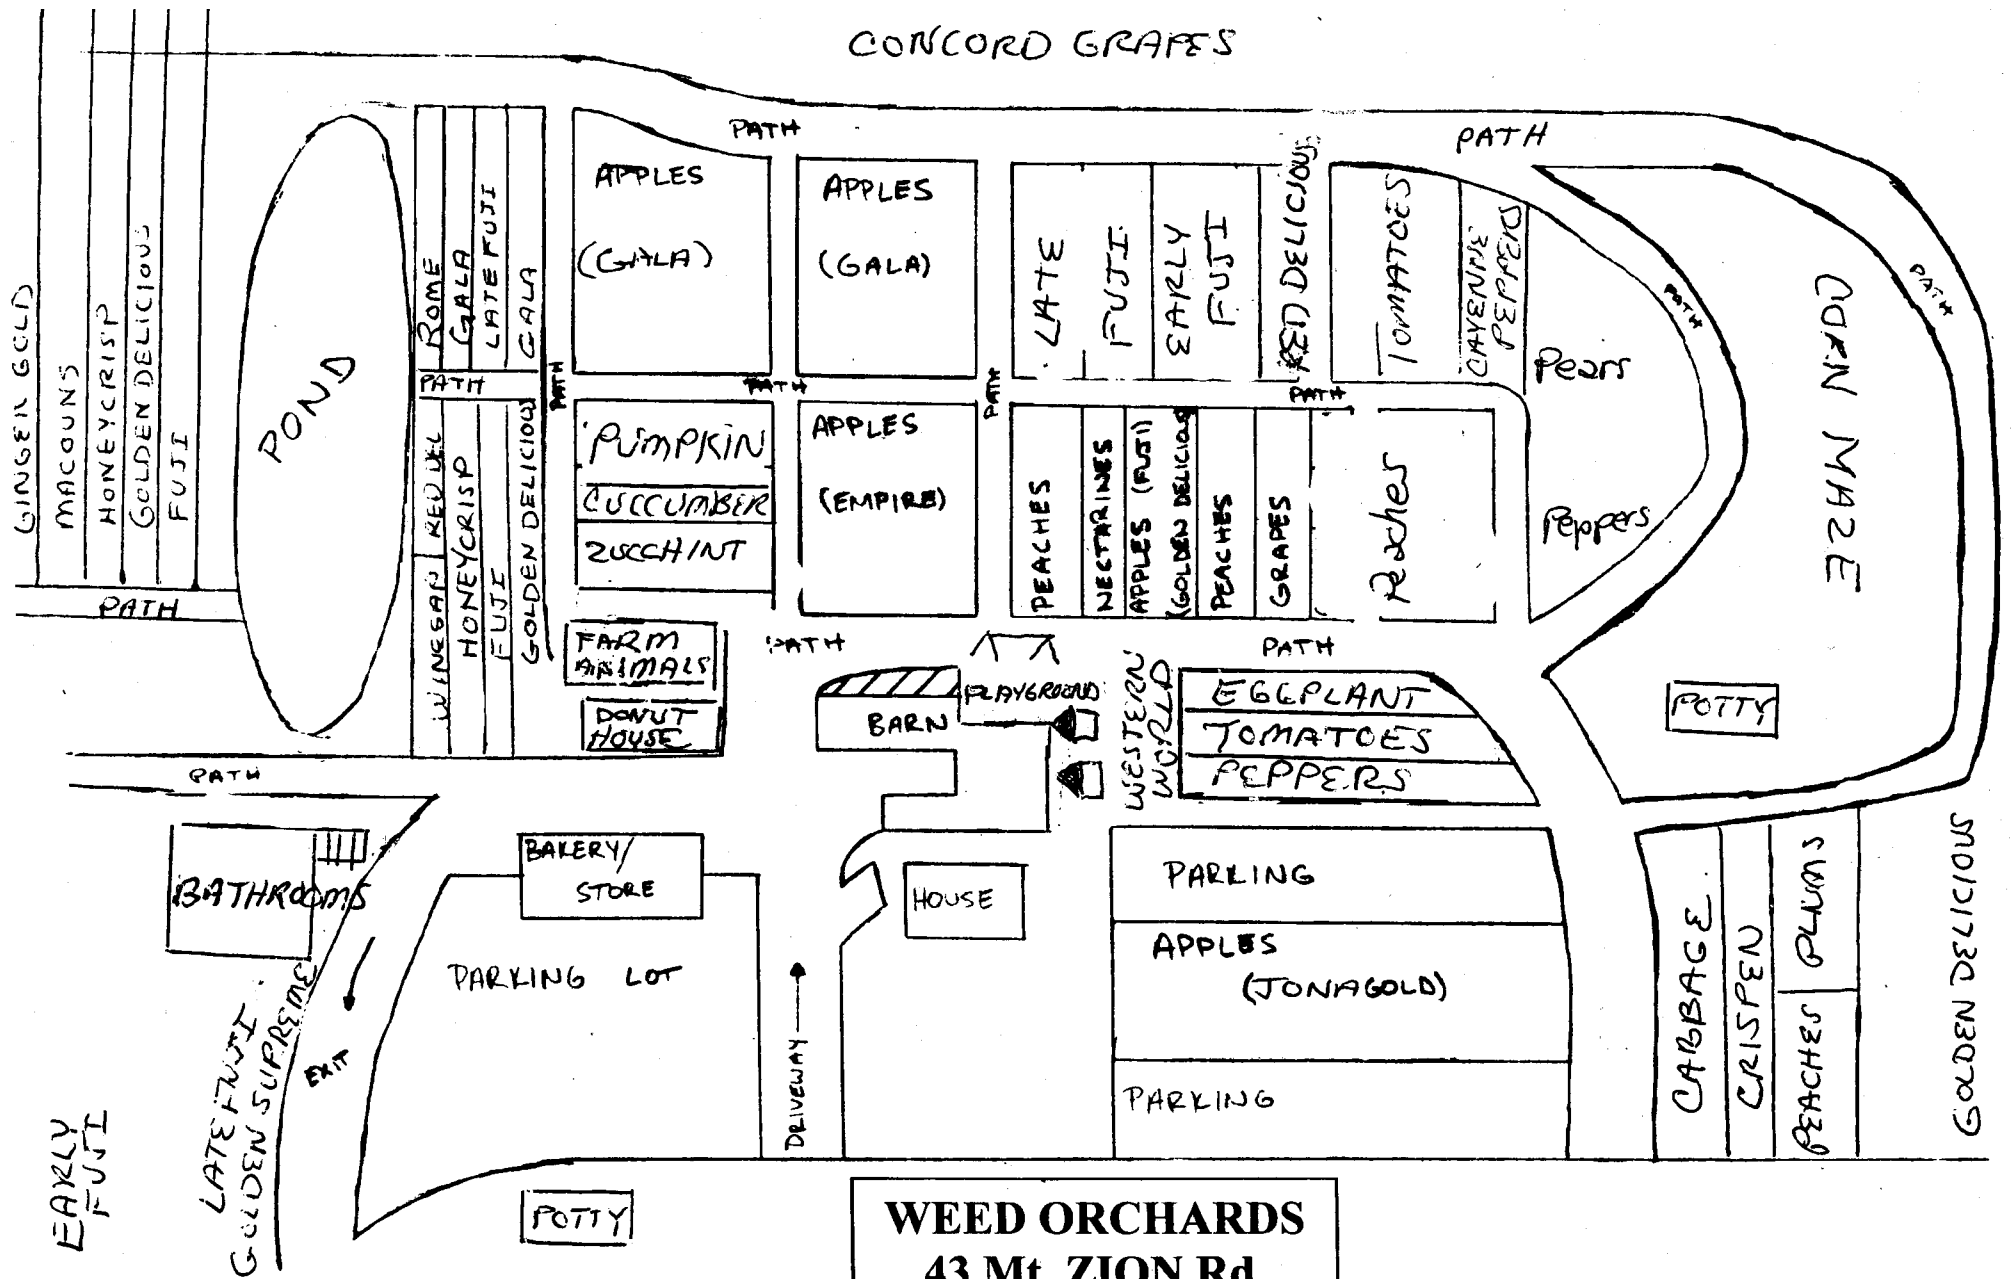 CONCORD GRAPES
PATH
PATH
GINGER GOLD
MACOUNS
HONEYCRISP
GOLDEN DELICIOUS
FUJI
PATH
POND
ROME
GALA
LATE FUJI
GALA
PATH
PATH
APPLES
(GALA)
APPLES
(GALA)
PATH
PATH
LATE FUJI
EARLY FUJI
RED DELICIOUS
TOMATOES
CAYENNE
PEPPERS
Pears
PATH
PATH
CORN MAZE
PATH
WINESAP
RED DEL
HONEYCRISP
FUJI
GOLDEN DELICIOUS
PUMPKIN
CUCCUMBER
ZUCCHINI
APPLES
(EMPIRE)
PEACHES
NECTARINES
APPLES (FUJI)
(GOLDEN DELICIOUS
PEACHES
GRAPES
Peaches
Peppers
FARM
ANIMALS
DONUT
HOUSE
PATH
BARN
PLAYGROUND
WESTERN
WORLD
PATH
EGGPLANT
TOMATOES
PEPPERS
POTTY
PATH
BATHROOMS
BAKERY/
STORE
HOUSE
PARKING
PARKING LOT
APPLES
(JONAGOLD)
PARKING
DRIVEWAY
EXIT
EARLY
FUJI
LATE FUJI
GOLDEN SUPREME
CABBAGE
CRISPEN
PLUMS
PEACHES
GOLDEN DELICIOUS
POTTY
WEED ORCHARDS
43 Mt. ZION Rd.